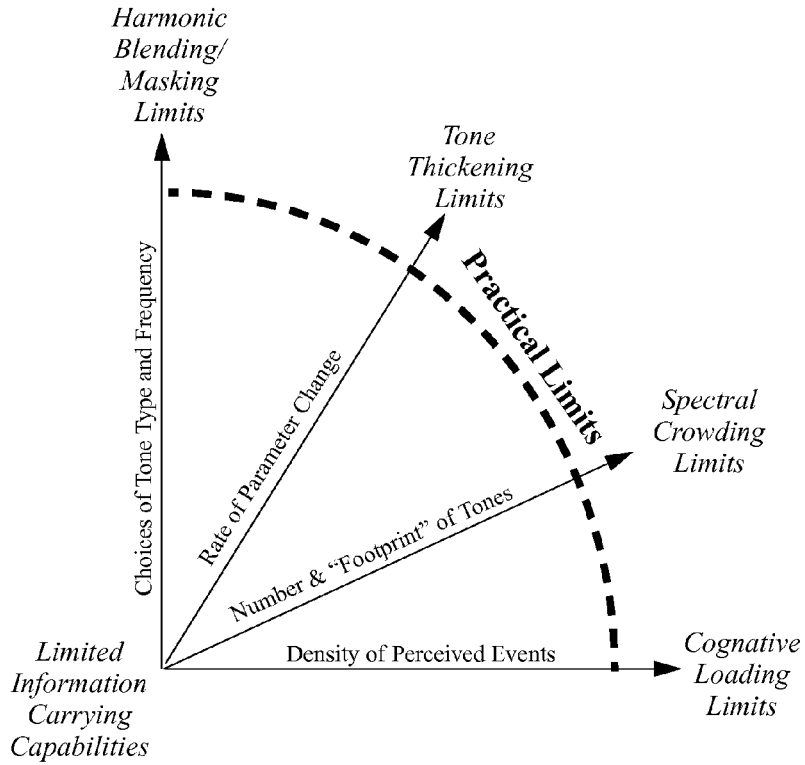 Harmonic
Blending/
Masking
Limits
Tone
Thickening
Limits
Practical Limits
Choices of Tone Type and Frequency
Rate of Parameter Change
Spectral
Crowding
Limits
Number & “Footprint” of Tones
Density of Perceived Events
Limited
Information
Carrying
Capabilities
Cognative
Loading
Limits